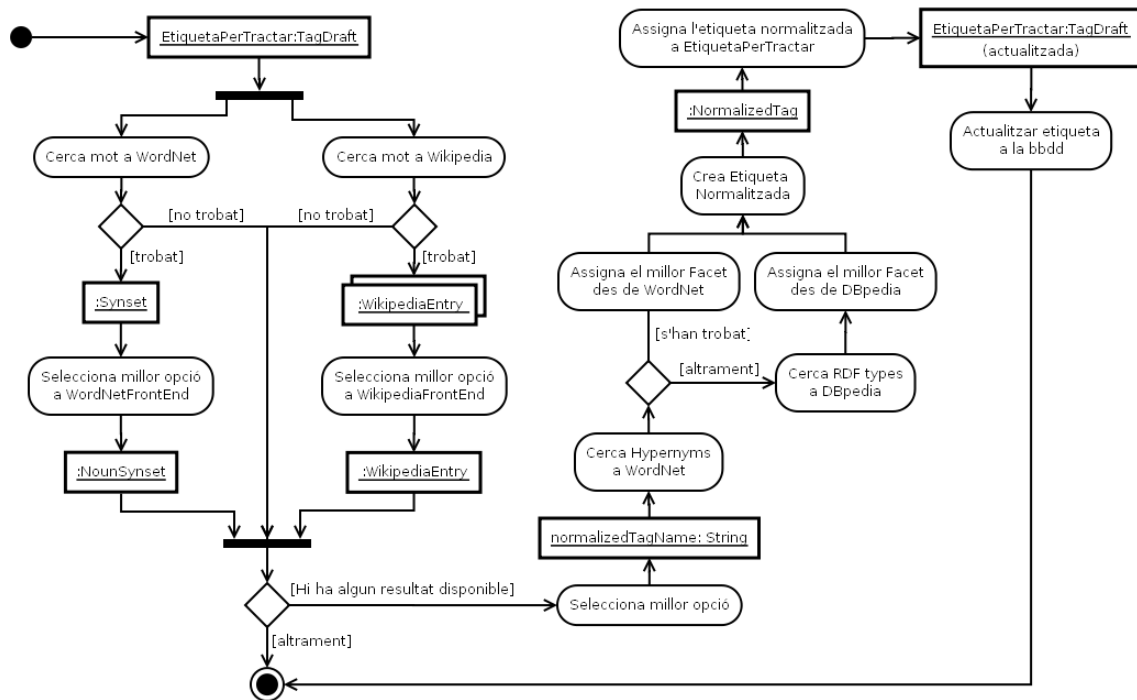 EtiquetaPerTractar:TagDraft
Cerca mot a WordNet
Cerca mot a Wikipedia
[no trobat]
[no trobat]
[trobat]
[trobat]
:Synset
:WikipediaEntry
Selecciona millor opció
a WordNetFrontEnd
Selecciona millor opció
a WikipediaFrontEnd
:NounSynset
:WikipediaEntry
[Hi ha algun resultat disponible]
[altrament]
Selecciona millor opció
normalizedTagName: String
Cerca Hypernyms
a WordNet
[s'han trobat]
[altrament]
Cerca RDF types
a DBpedia
Assigna el millor Facet
des de WordNet
Assigna el millor Facet
des de DBpedia
Crea Etiqueta
Normalitzada
:NormalizedTag
Assigna l'etiqueta normalitzada
a EtiquetaPerTractar
EtiquetaPerTractar:TagDraft
(actualitzada)
Actualitzar etiqueta
a la bbdd